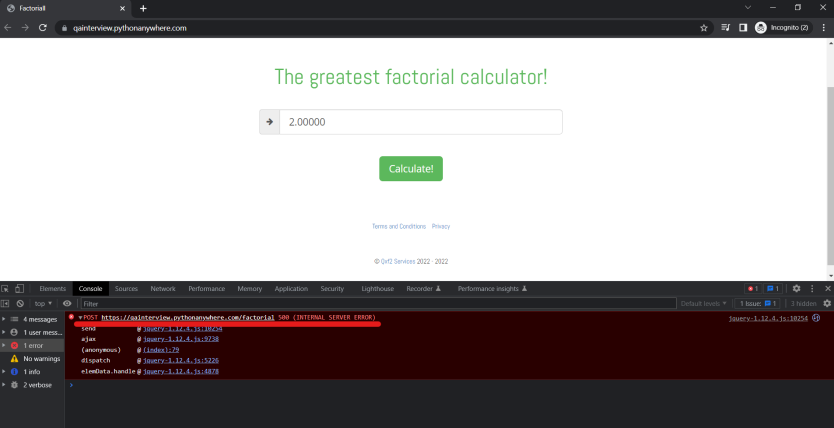 Factoriall
qainterview.pythonanywhere.com
Incognito (2)
The greatest factorial calculator!
2.00000
Calculate!
Terms and Conditions Privacy
© Qxf2 Services 2022 - 2022
Elements Console Sources Network Performance Memory Application Security Lighthouse Recorder Performance insights 1 1
top Filter Default levels 1 Issue: 1 3 hidden
4 messages
1 user mess...
1 error
No warnings
1 info
2 verbose
POST https://qainterview.pythonanywhere.com/factorial 500 (INTERNAL SERVER ERROR) jquery-1.12.4.js:10254
send @ jquery-1.12.4.js:10254
ajax @ jquery-1.12.4.js:9738
(anonymous) @ (index):79
dispatch @ jquery-1.12.4.js:5226
elemData.handle @ jquery-1.12.4.js:4878